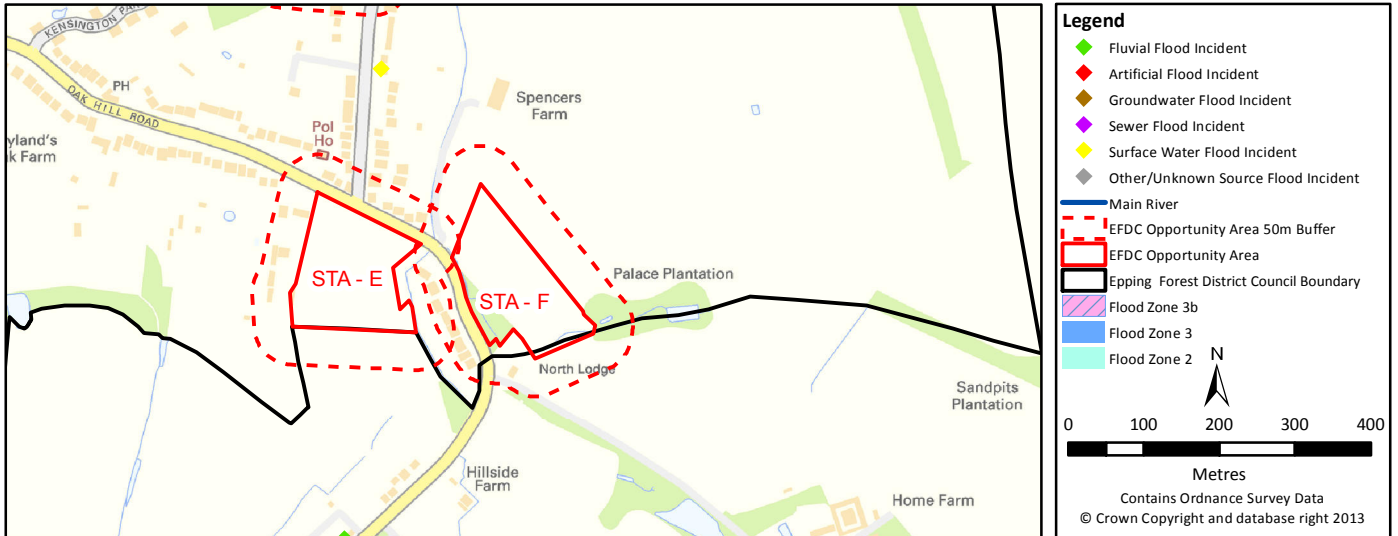 KENSINGTON PA
OAK HILL ROAD
PH
Pol
Ho
Spencers
Farm
yland's
k Farm
STA - E
STA - F
Palace Plantation
North Lodge
Sandpits
Plantation
Hillside
Farm
Home Farm
Legend
Fluvial Flood Incident
Artificial Flood Incident
Groundwater Flood Incident
Sewer Flood Incident
Surface Water Flood Incident
Other/Unknown Source Flood Incident
Main River
EFDC Opportunity Area 50m Buffer
EFDC Opportunity Area
Epping Forest District Council Boundary
Flood Zone 3b
Flood Zone 3
Flood Zone 2
N
0 100 200 300 400
Metres
Contains Ordnance Survey Data
© Crown Copyright and database right 2013